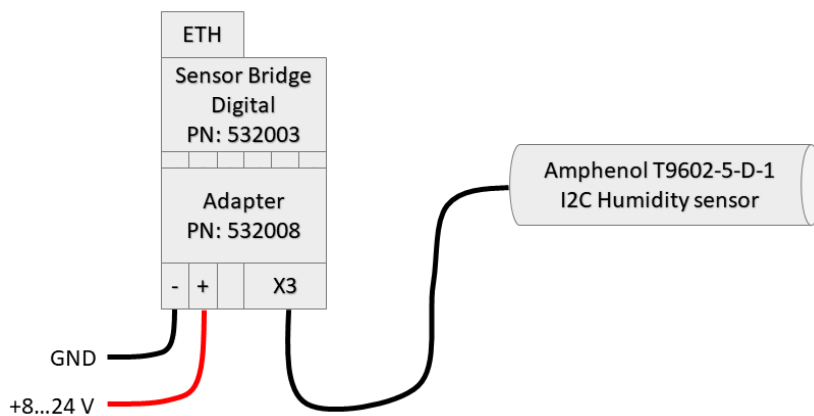 ETH
Sensor Bridge
Digital
PN: 532003
Adapter
PN: 532008
- +
X3
GND
+8...24 V
Amphenol T9602-5-D-1
I2C Humidity sensor